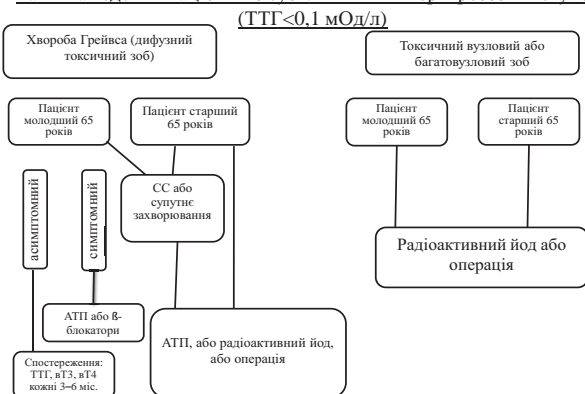 (ТТГ<0,1 мОд/л)
Хвороба Грейвса (дифузний
токсичний зоб)
Токсичний вузловий або
багатовузловий зоб
Пацієнт
молодший 65
років
Пацієнт старший
65 років
Пацієнт
молодший 65
років
Пацієнт
старший 65
років
асимптомний
симптомний
СС або
супутнє
захворювання
Радіоактивний йод або
операція
АТП або ß-
блокатори
АТП, або радіоактивний йод,
або операція
Спостереження:
ТТГ, вТ3, вТ4
кожні 3–6 міс.